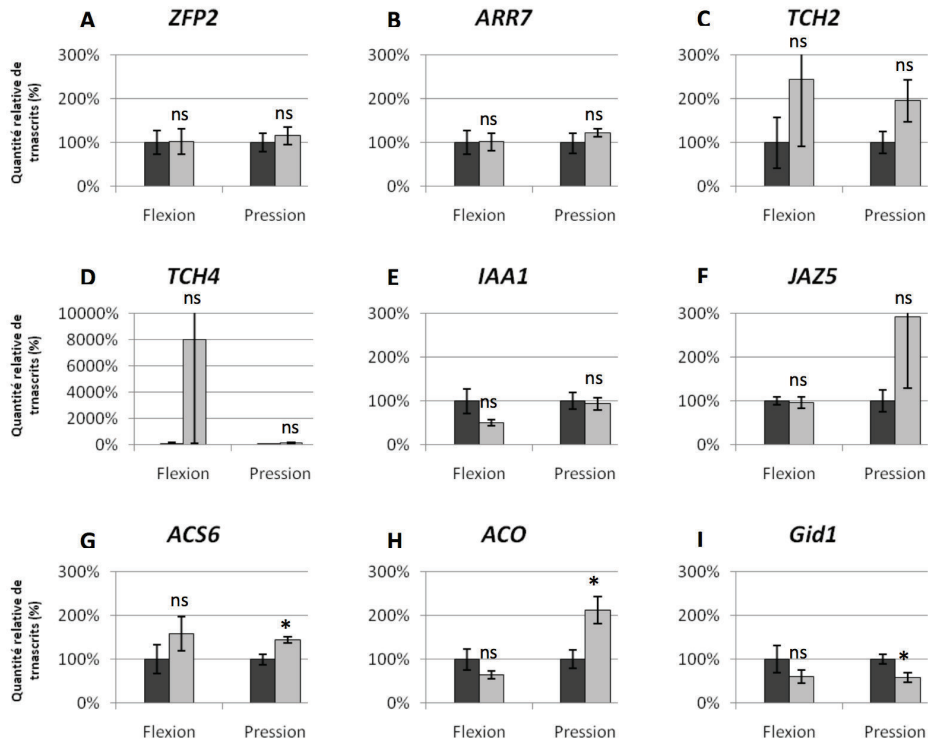 A ZFP2
B ARR7
C TCH2
Quantité relative de
trnascrits (%)
300%
200%
100%
0%
ns
ns
Flexion
Pression
300%
200%
100%
0%
ns
ns
Flexion
Pression
300%
200%
100%
0%
ns
ns
Flexion
Pression
D TCH4
E IAA1
F JAZ5
Quantité relative de
trnascrits (%)
10000%
8000%
6000%
4000%
2000%
0%
ns
ns
Flexion
Pression
300%
200%
100%
0%
ns
ns
Flexion
Pression
300%
200%
100%
0%
ns
ns
Flexion
Pression
G ACS6
H ACO
I Gid1
Quantité relative de
trnascrits (%)
300%
200%
100%
0%
ns
*
Flexion
Pression
300%
200%
100%
0%
ns
*
Flexion
Pression
300%
200%
100%
0%
ns
*
Flexion
Pression